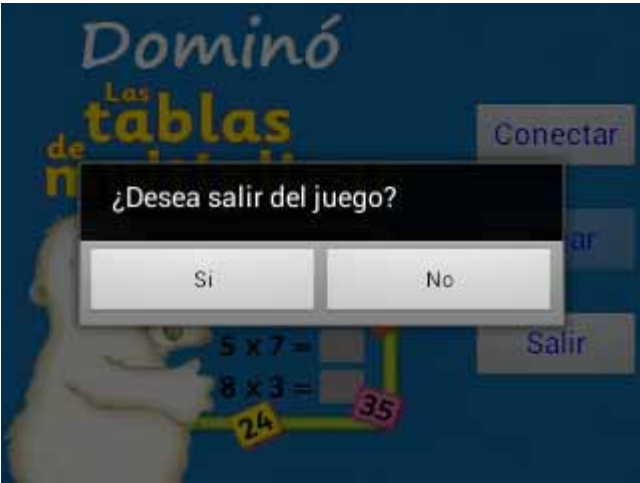 Dominó
Las
tablas
de
¿Desea salir del juego?
Si
No
Conectar
Salir
5 x 7 =
8 x 3 =
24
35